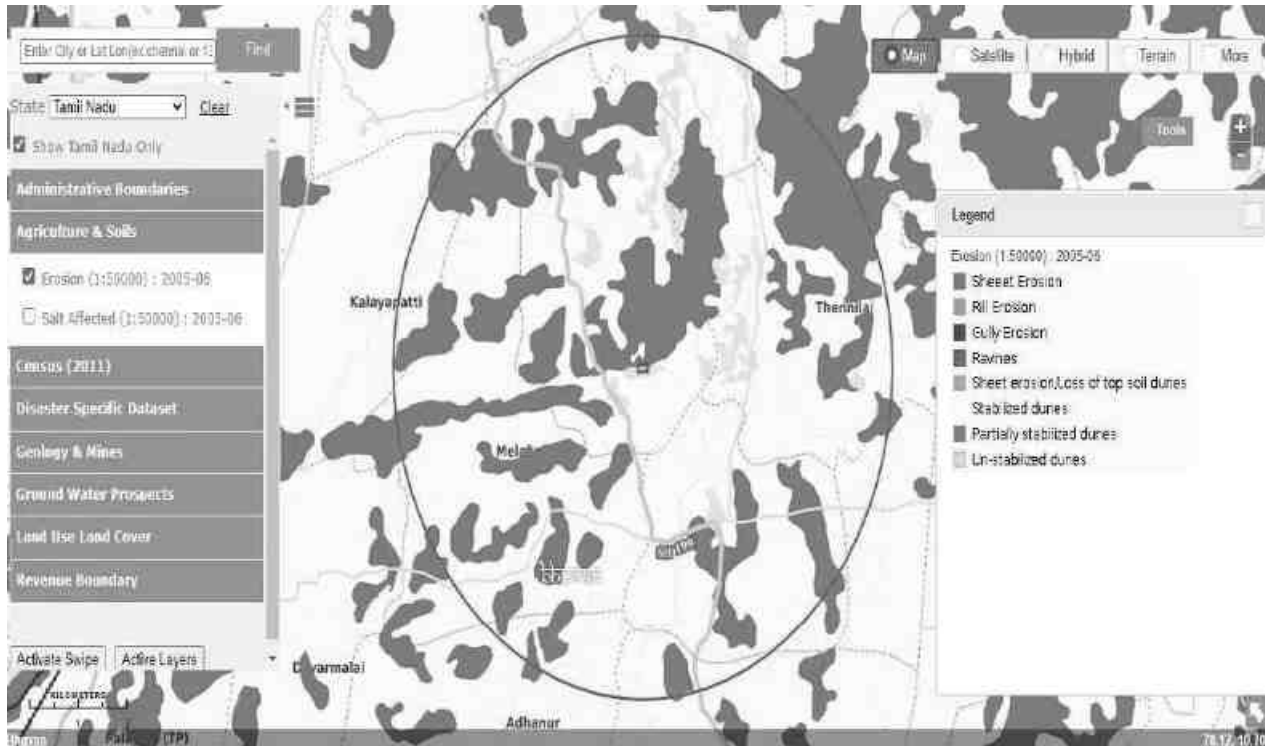 Enter City or Lat Lon(ex.chennai or 13
Find
State Tamil Nadu
Clear
Show Tamil Nadu Only
Administrative Boundaries
Agriculture & Soils
Erosion (1:50000) : 2005-06
Salt Affected (1:50000) : 2005-06
Census (2011)
Disaster Specific Dataset
Geology & Mines
Ground Water Prospects
Land Use Land Cover
Revenue Boundary
Activate Swipe
Active Layers
KILOMETERS
(TP)
Kalayapatti
Thennilai
Adhanur
Map
Satellite
Hybrid
Terrain
More
Tools
+
-
Legend
Erosion (1:50000) : 2005-06
Sheeet Erosion
Rill Erosion
Gully Erosion
Ravines
Sheet erosion/Loss of top soil dunes
Stabilized dunes
Partially stabilized dunes
Un-stabilized dunes